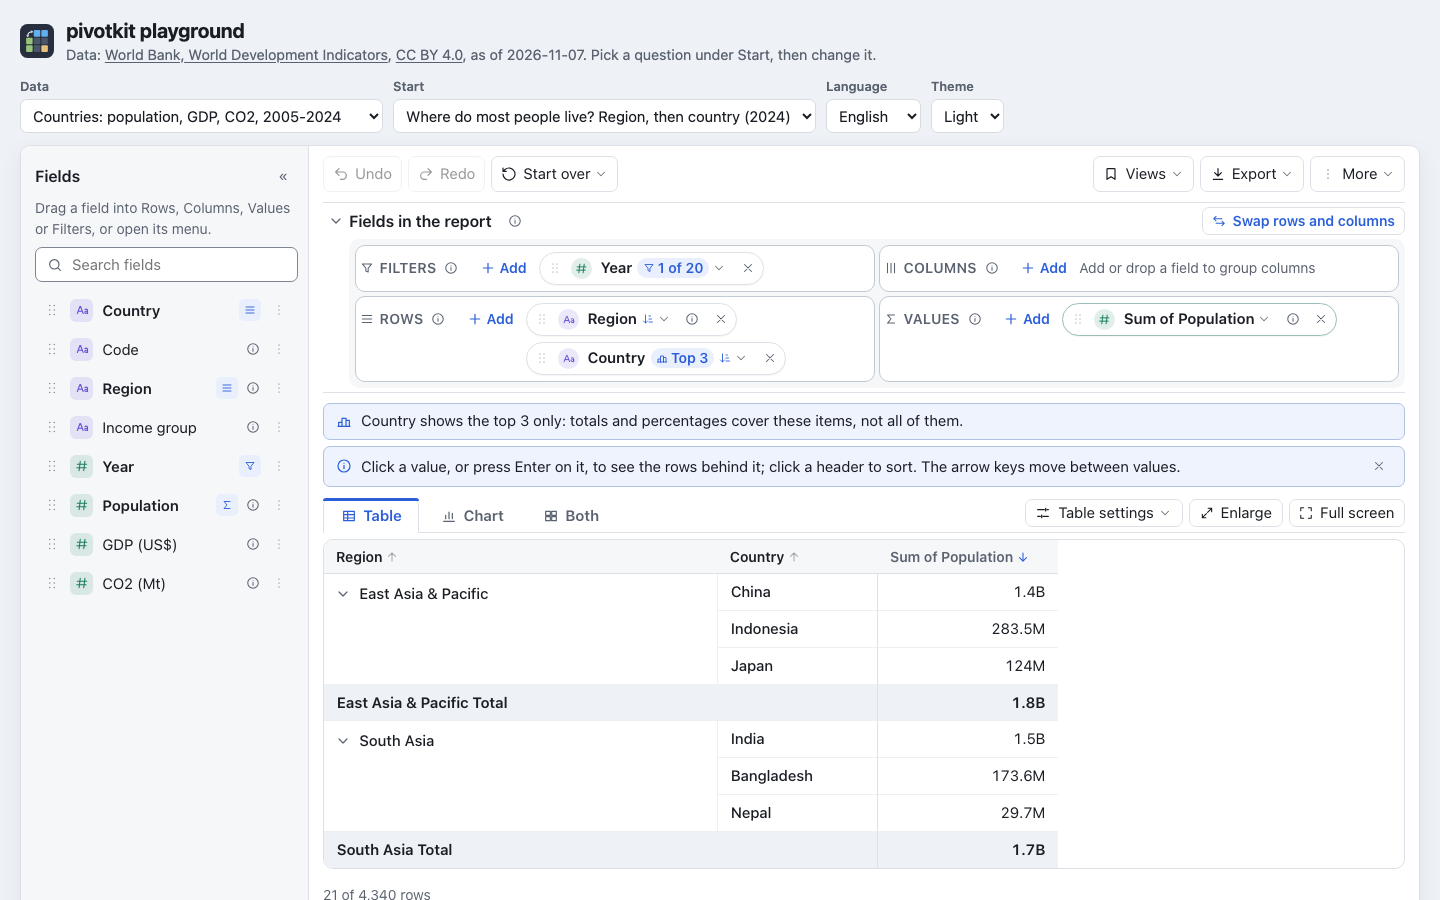 pivotkit playground
Data: World Bank, World Development Indicators, CC BY 4.0, as of 2026-11-07. Pick a question under Start, then change it.
Data
Start
Language
Theme
Countries: population, GDP, CO2, 2005-2024
Where do most people live? Region, then country (2024)
English
Light
Fields
«
Drag a field into Rows, Columns, Values
or Filters, or open its menu.
Search fields
Aa Country
Aa Code
Aa Region
Aa Income group
# Year
# Population Σ
# GDP (US$)
# CO2 (Mt)
Undo
Redo
Start over
Views
Export
More
Fields in the report
Swap rows and columns
FILTERS
+ Add
# Year 1 of 20
COLUMNS
+ Add
Add or drop a field to group columns
ROWS
+ Add
Aa Region
Aa Country Top 3
Σ VALUES
+ Add
# Sum of Population
Country shows the top 3 only: totals and percentages cover these items, not all of them.
Click a value, or press Enter on it, to see the rows behind it; click a header to sort. The arrow keys move between values.
Table
Chart
Both
Table settings
Enlarge
Full screen
Region ↑ Country ↑ Sum of Population ↓
East Asia & Pacific China 1.4B
Indonesia 283.5M
Japan 124M
East Asia & Pacific Total 1.8B
South Asia India 1.5B
Bangladesh 173.6M
Nepal 29.7M
South Asia Total 1.7B
21 of 4,340 rows